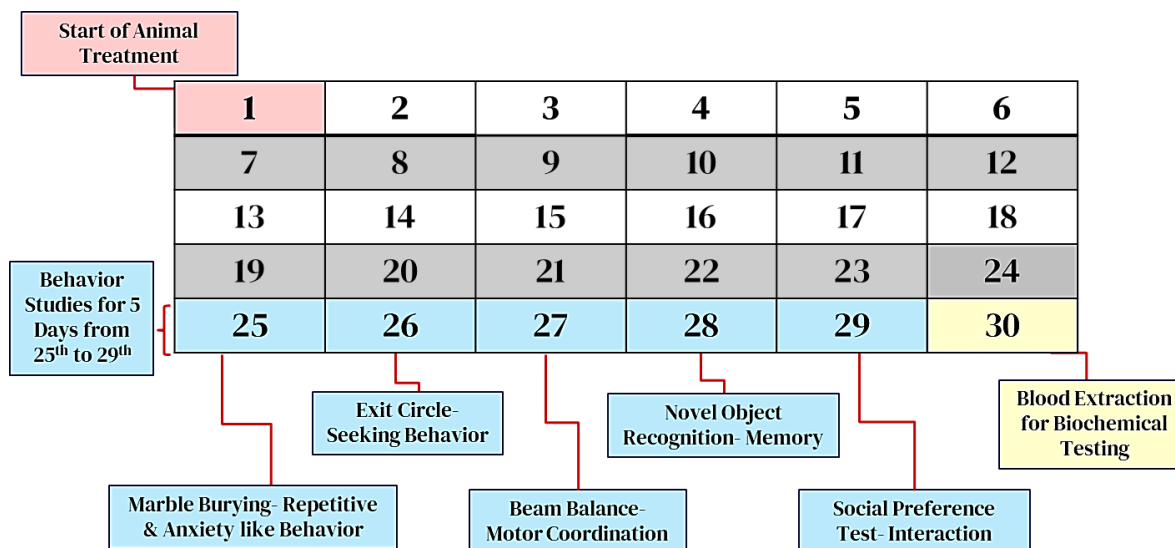 Start of Animal
Treatment
1 2 3 4 5 6
7 8 9 10 11 12
13 14 15 16 17 18
19 20 21 22 23 24
25 26 27 28 29 30
Behavior
Studies for 5
Days from
25th to 29th
Exit Circle-
Seeking Behavior
Novel Object
Recognition- Memory
Blood Extraction
for Biochemical
Testing
Marble Burying- Repetitive
& Anxiety like Behavior
Beam Balance-
Motor Coordination
Social Preference
Test- Interaction